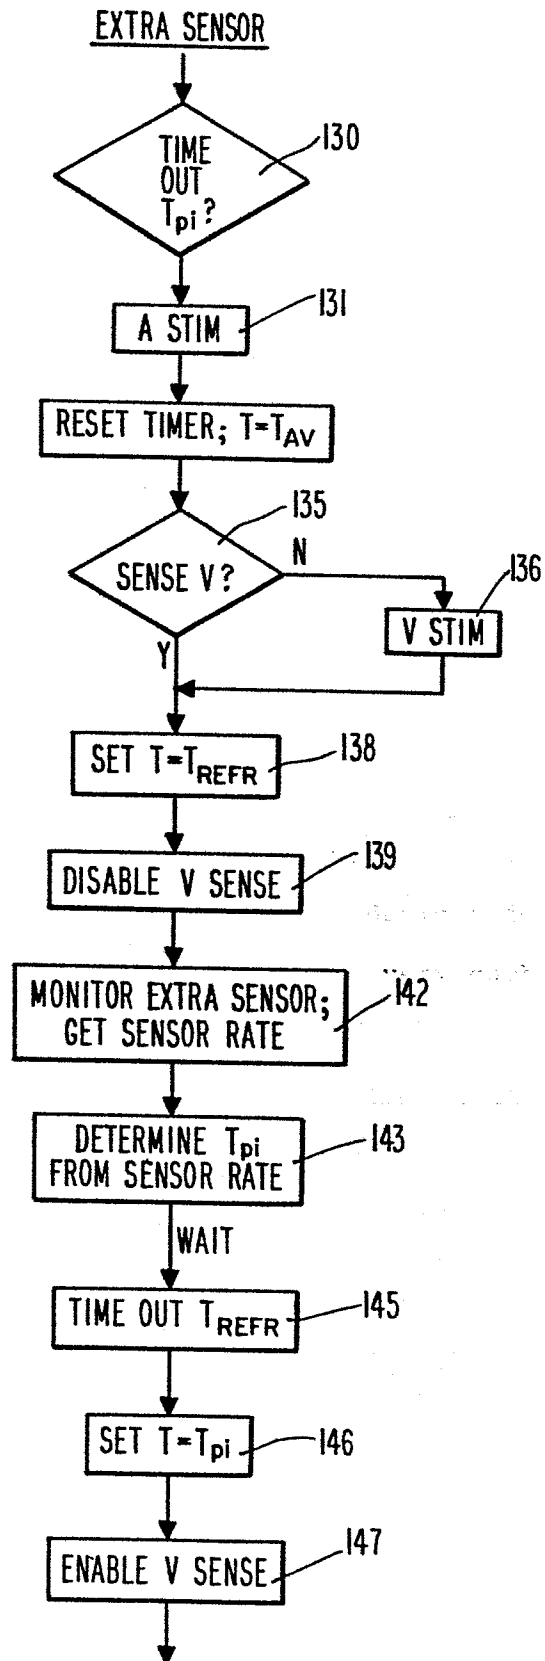 EXTRA SENSOR
TIME
OUT
Tpi?
130
A STIM
131
RESET TIMER; T=TAV
SENSE V?
135
N
V STIM
136
Y
SET T=TREFR
138
DISABLE V SENSE
139
MONITOR EXTRA SENSOR;
GET SENSOR RATE
142
DETERMINE Tpi
FROM SENSOR RATE
143
WAIT
TIME OUT TREFR
145
SET T=Tpi
146
ENABLE V SENSE
147